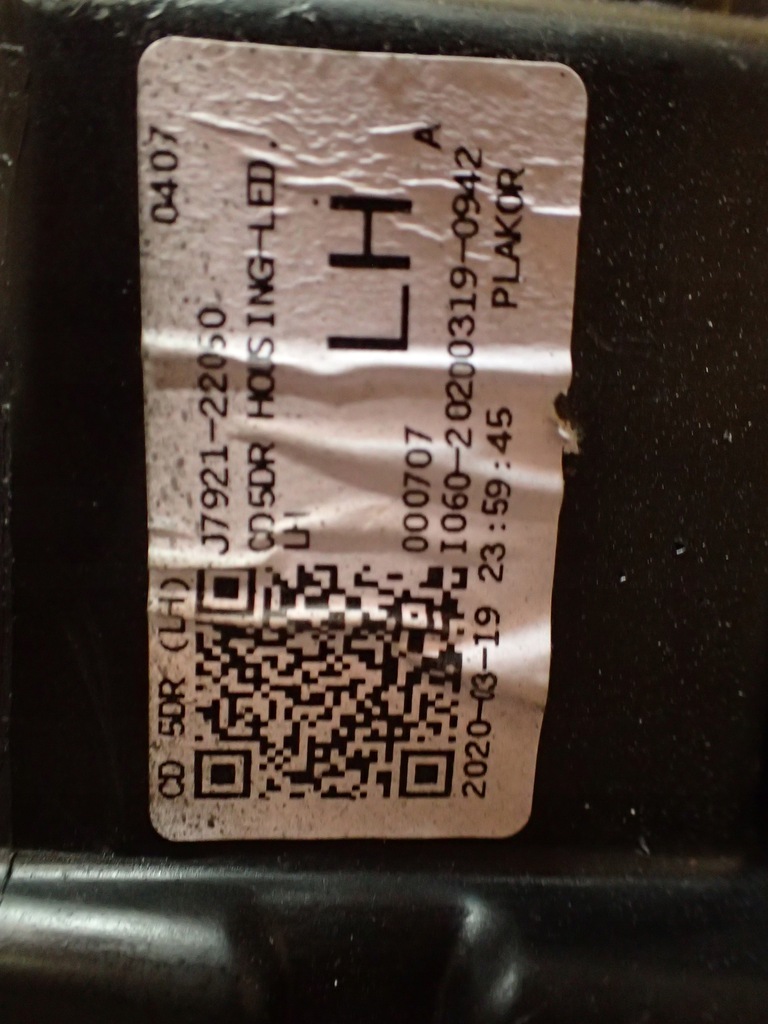 CD 5DR (LH) 0407
J7921-22050
CD5DR HOUSING-LED,
LH
LH
000707 A
I060-20200319-0942
2020-03-19 23:59:45 PLAKOR